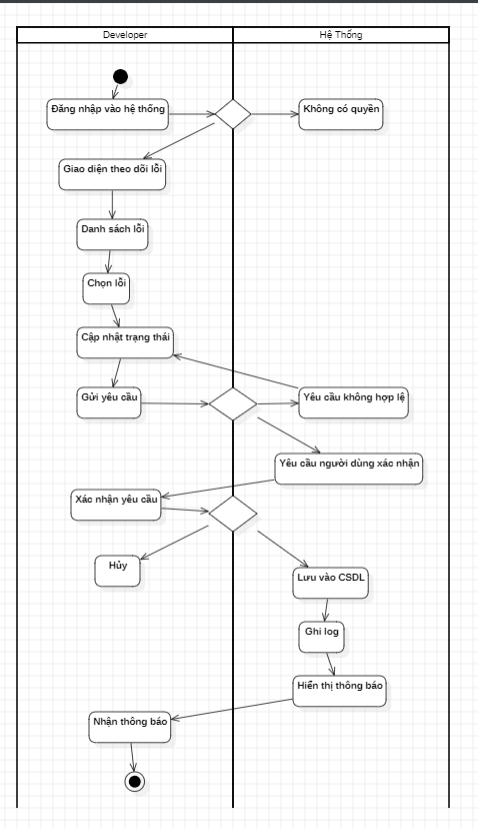 Developer
Hệ Thống
Đăng nhập vào hệ thống
Không có quyền
Giao diện theo dõi lỗi
Danh sách lỗi
Chọn lỗi
Cập nhật trạng thái
Gửi yêu cầu
Yêu cầu không hợp lệ
Yêu cầu người dùng xác nhận
Xác nhận yêu cầu
Hủy
Lưu vào CSDL
Ghi log
Hiển thị thông báo
Nhận thông báo